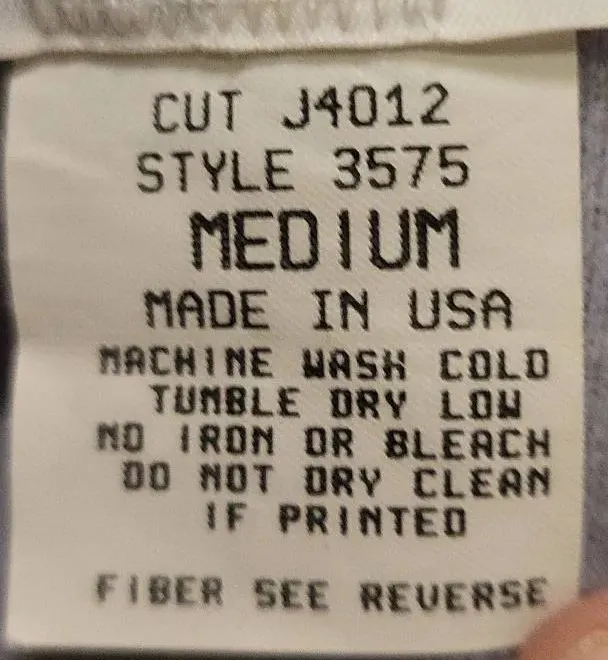 CUT J4012
STYLE 3575
MEDIUM
MADE IN USA
MACHINE WASH COLD
TUMBLE DRY LOW
NO IRON OR BLEACH
DO NOT DRY CLEAN
IF PRINTED
FIBER SEE REVERSE